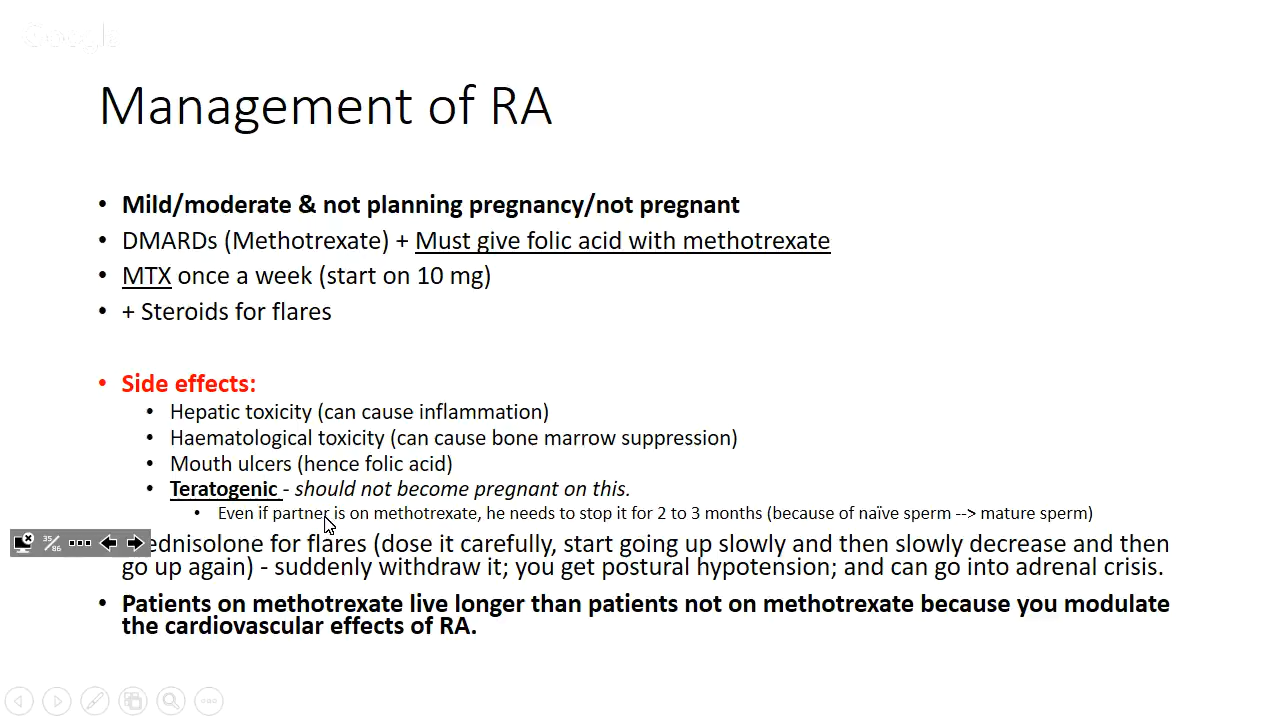 Management of RA
• Mild/moderate & not planning pregnancy/not pregnant
• DMARDs (Methotrexate) + Must give folic acid with methotrexate
• MTX once a week (start on 10 mg)
• + Steroids for flares
• Side effects:
• Hepatic toxicity (can cause inflammation)
• Haematological toxicity (can cause bone marrow suppression)
• Mouth ulcers (hence folic acid)
• Teratogenic - should not become pregnant on this.
• Even if partner is on methotrexate, he needs to stop it for 2 to 3 months (because of naïve sperm --> mature sperm)
35/86
ednisolone for flares (dose it carefully, start going up slowly and then slowly decrease and then
go up again) - suddenly withdraw it; you get postural hypotension; and can go into adrenal crisis.
• Patients on methotrexate live longer than patients not on methotrexate because you modulate
the cardiovascular effects of RA.